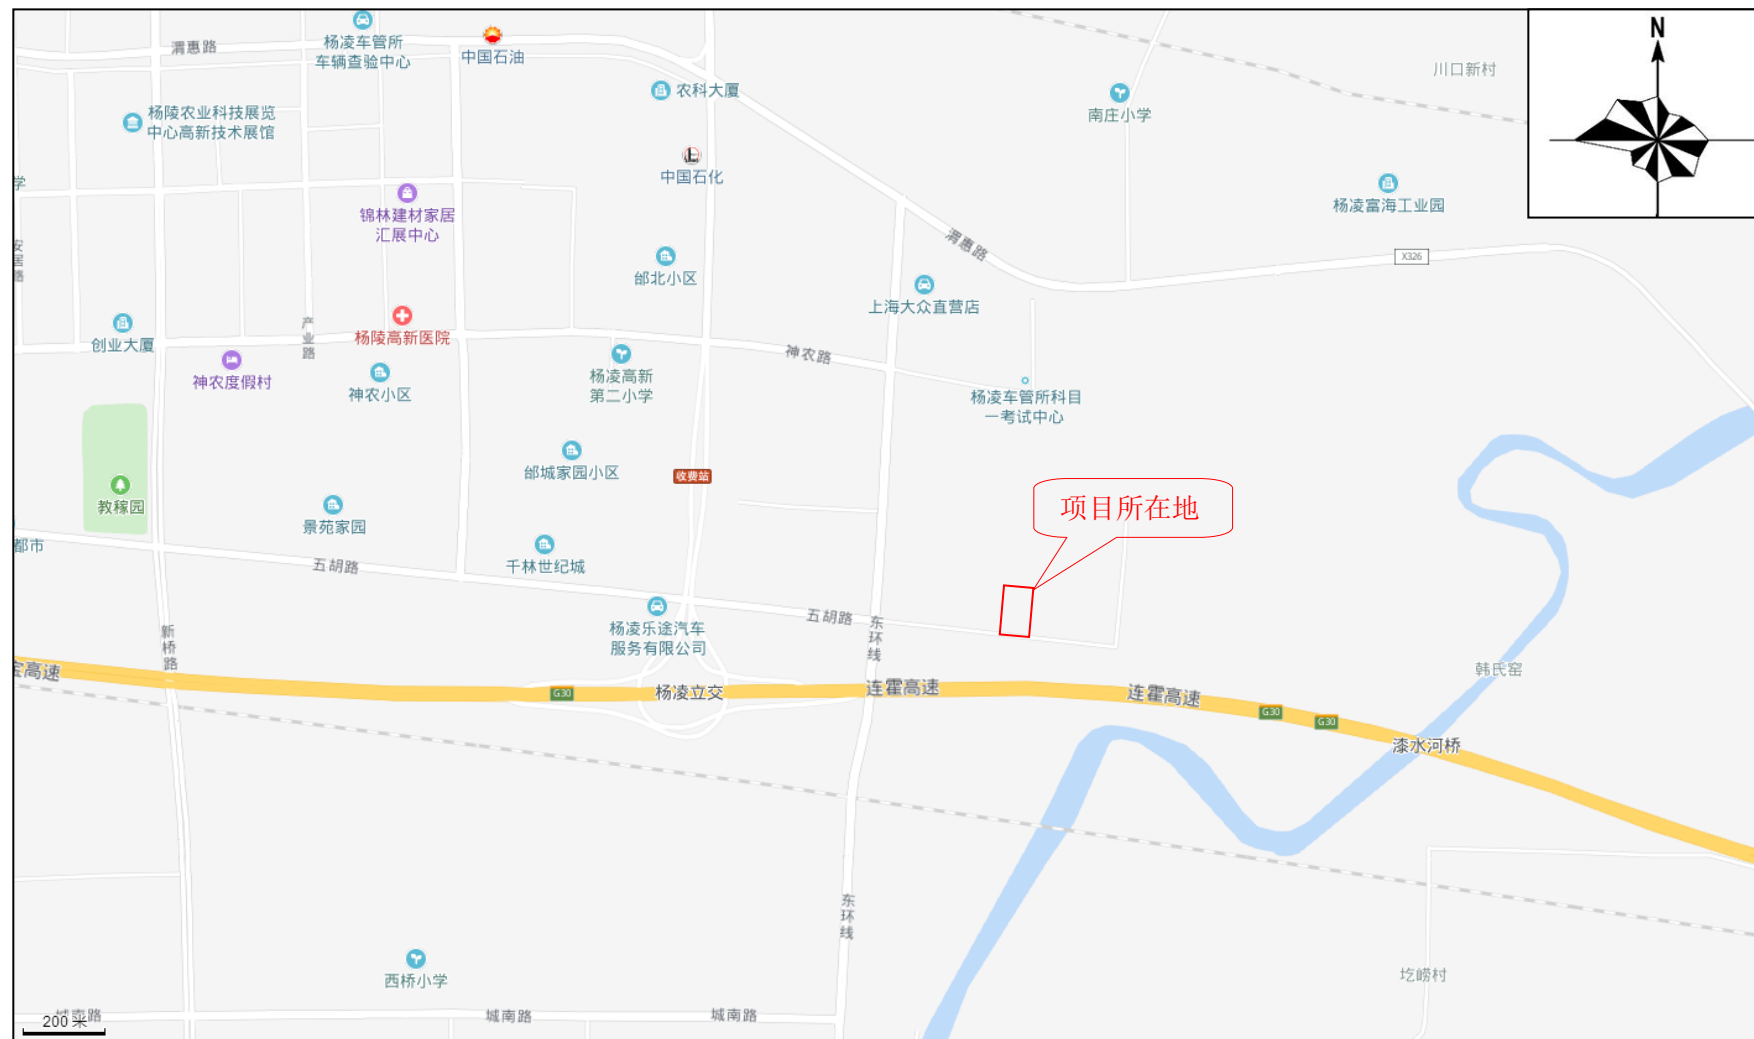 渭惠路
杨凌车管所
车辆查验中心
中国石油
N
川口新村
农科大厦
杨陵农业科技展览
中心高新技术展馆
南庄小学
中国石化
学
锦林建材家居
汇展中心
杨凌富海工业园
安居路
渭惠路
X326
邰北小区
上海大众直营店
创业大厦
产业路
杨陵高新医院
神农路
神农度假村
神农小区
杨凌高新
第二小学
杨凌车管所科目
一考试中心
邰城家园小区
收费站
教稼园
景苑家园
项目所在地
都市
五胡路
千林世纪城
五胡路
东环线
杨凌乐途汽车
服务有限公司
新桥路
宝高速
G30
杨凌立交
连霍高速
连霍高速
G30
G30
韩氏窑
漆水河桥
东环线
西桥小学
圪崂村
城南路
200 米
城南路
城南路